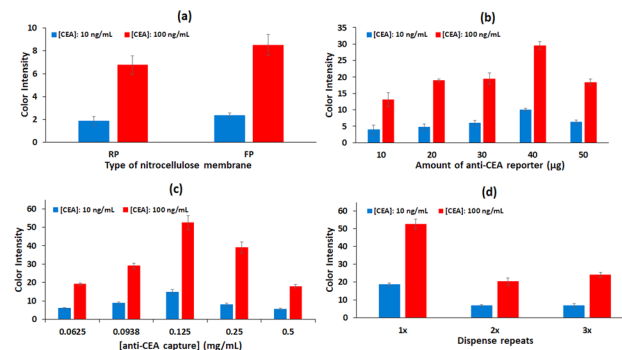 (a)
[CEA]: 10 ng/mL [CEA]: 100 ng/mL
10
8
6
4
2
0
Color Intensity
RP FP
Type of nitrocellulose membrane
(b)
[CEA]: 10 ng/mL [CEA]: 100 ng/mL
35
30
25
20
15
10
5
0
Color Intensity
10 20 30 40 50
Amount of anti-CEA reporter (µg)
(c)
[CEA]: 10 ng/mL [CEA]: 100 ng/mL
60
50
40
30
20
10
0
Color Intensity
0.0625 0.0938 0.125 0.25 0.5
[anti-CEA capture] (mg/mL)
(d)
[CEA]: 10 ng/mL [CEA]: 100 ng/mL
60
50
40
30
20
10
0
Color Intensity
1x 2x 3x
Dispense repeats